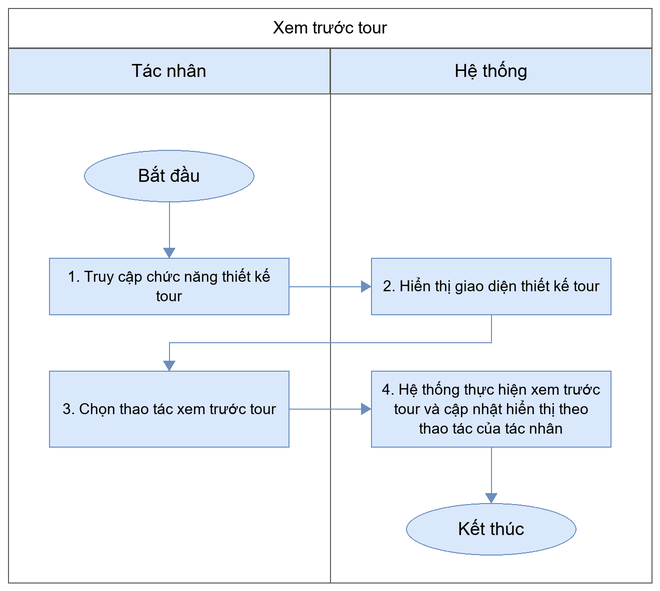 Xem trước tour
Tác nhân
Hệ thống
Bắt đầu
1. Truy cập chức năng thiết kế
tour
2. Hiển thị giao diện thiết kế tour
3. Chọn thao tác xem trước tour
4. Hệ thống thực hiện xem trước
tour và cập nhật hiển thị theo
thao tác của tác nhân
Kết thúc